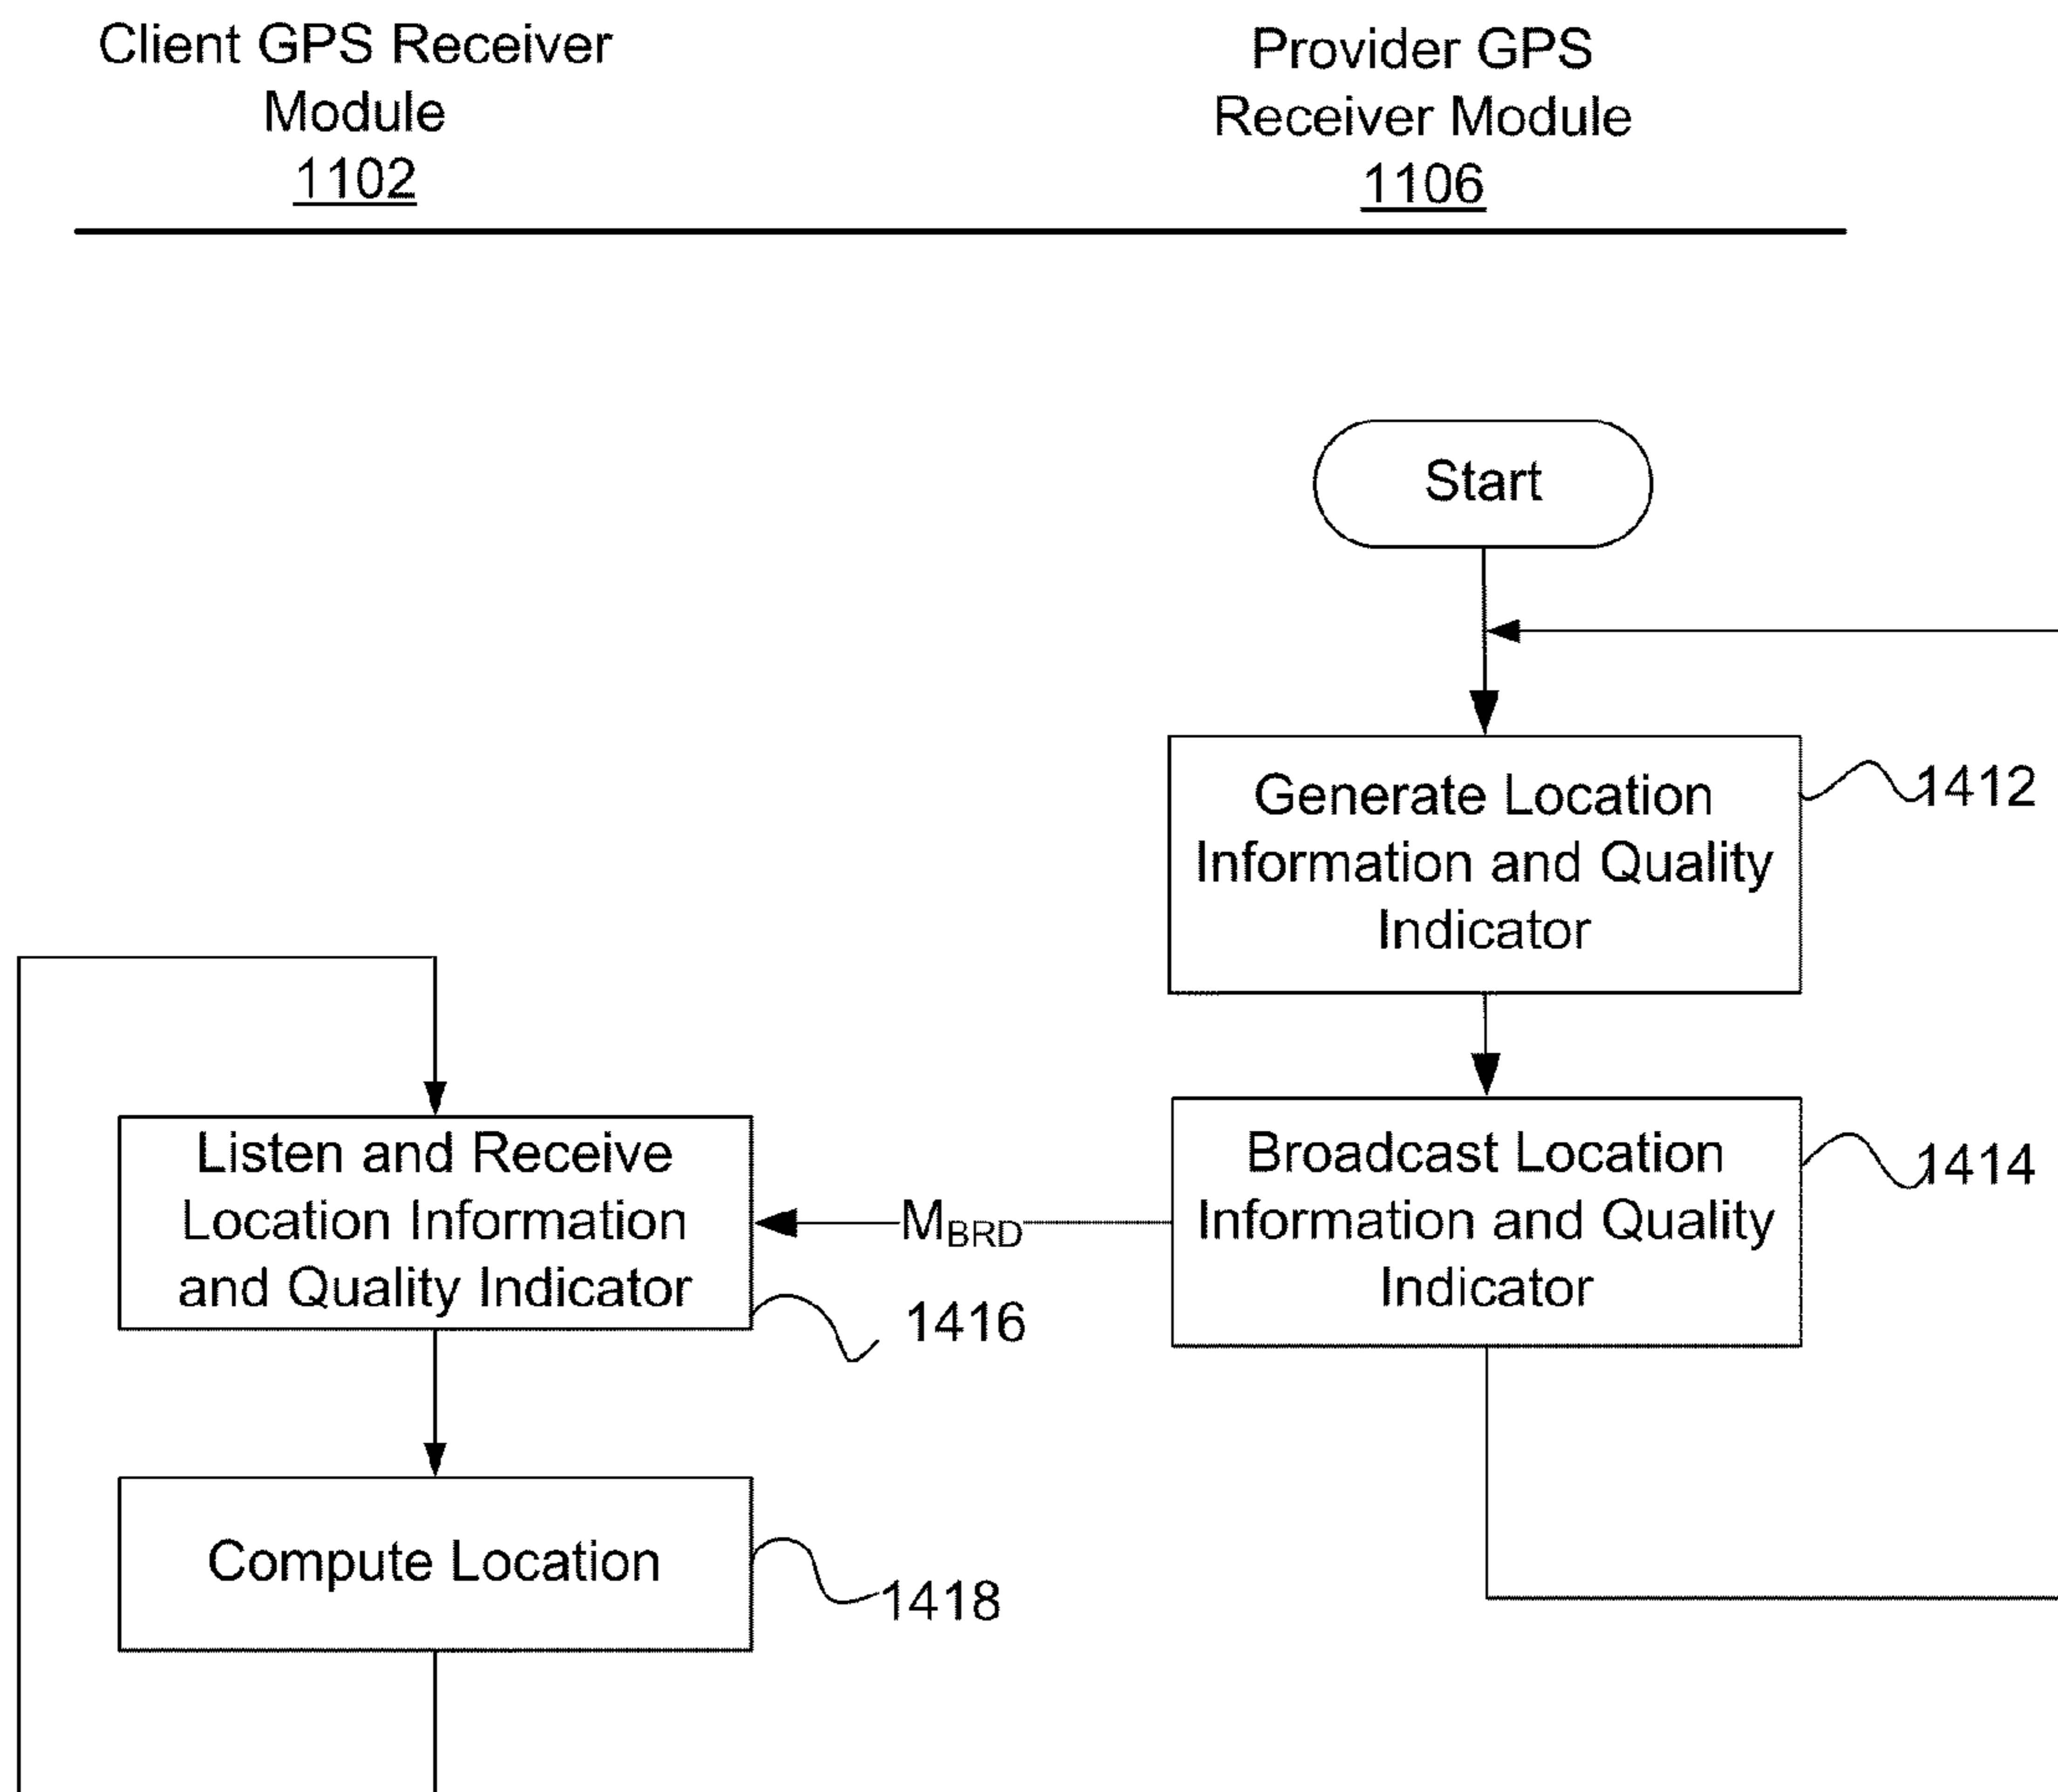 Client GPS Receiver
Module
1102
Provider GPS
Receiver Module
1106
Start
Generate Location
Information and Quality
Indicator
1412
Broadcast Location
Information and Quality
Indicator
1414
M_BRD
Listen and Receive
Location Information
and Quality Indicator
1416
Compute Location
1418